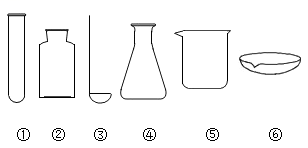 ① ② ③ ④ ⑤ ⑥